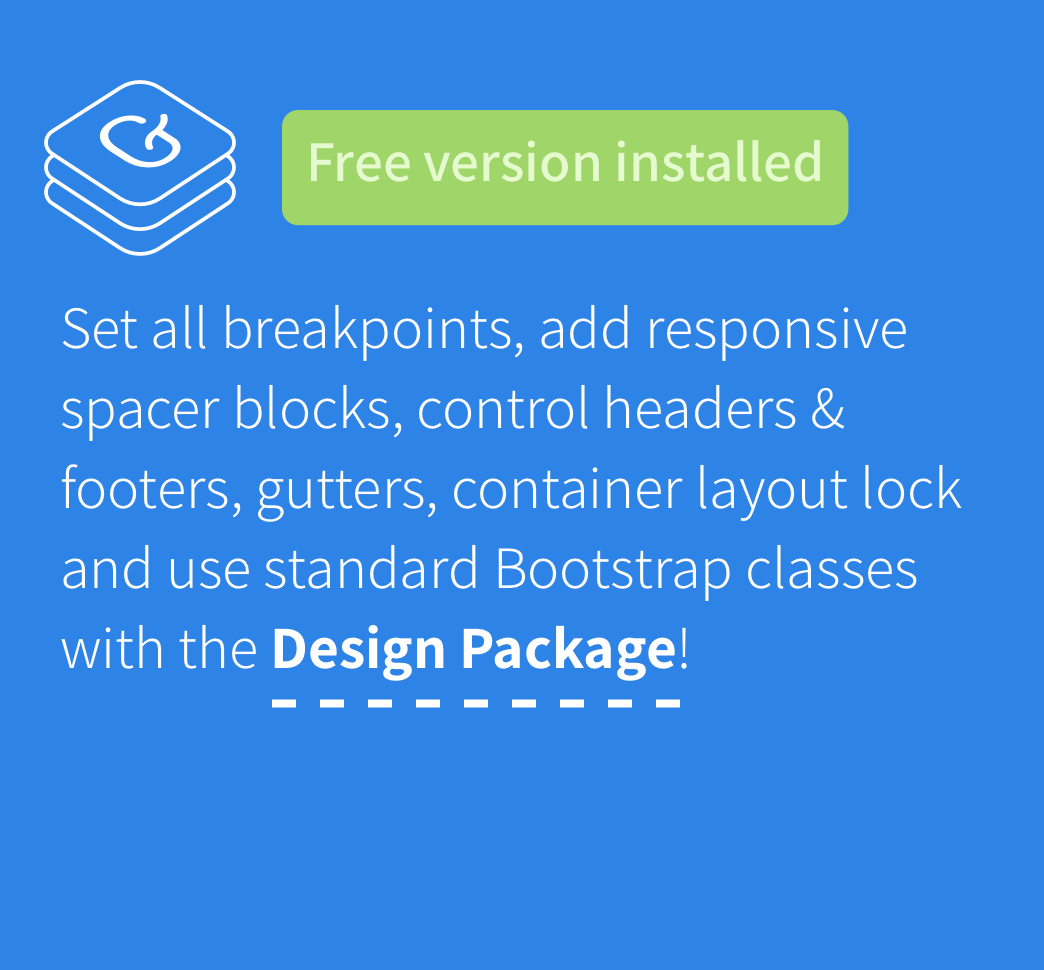 Free version installed
Set all breakpoints, add responsive
spacer blocks, control headers &
footers, gutters, container layout lock
and use standard Bootstrap classes
with the Design Package!